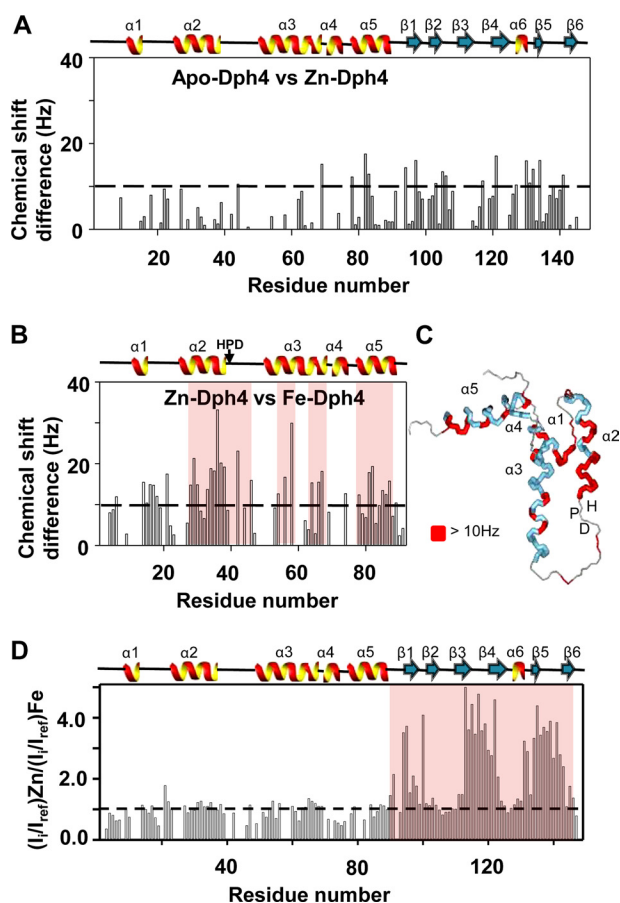 A
α1 α2 α3 α4 α5 β1 β2 β3 β4 α6 β5 β6
Apo-Dph4 vs Zn-Dph4
Chemical shift
difference (Hz)
40
20
0
20 40 60 80 100 120 140
Residue number
B
α1 α2 HPD α3 α4 α5
Zn-Dph4 vs Fe-Dph4
Chemical shift
difference (Hz)
40
20
0
20 40 60 80
Residue number
C
α5
α4
α1
α2
α3
H
P
D
> 10Hz
D
α1 α2 α3 α4 α5 β1 β2 β3 β4 α6 β5 β6
(Ii/Iref)Zn/(Ii/Iref)Fe
4.0
2.0
0.0
40 80 120
Residue number